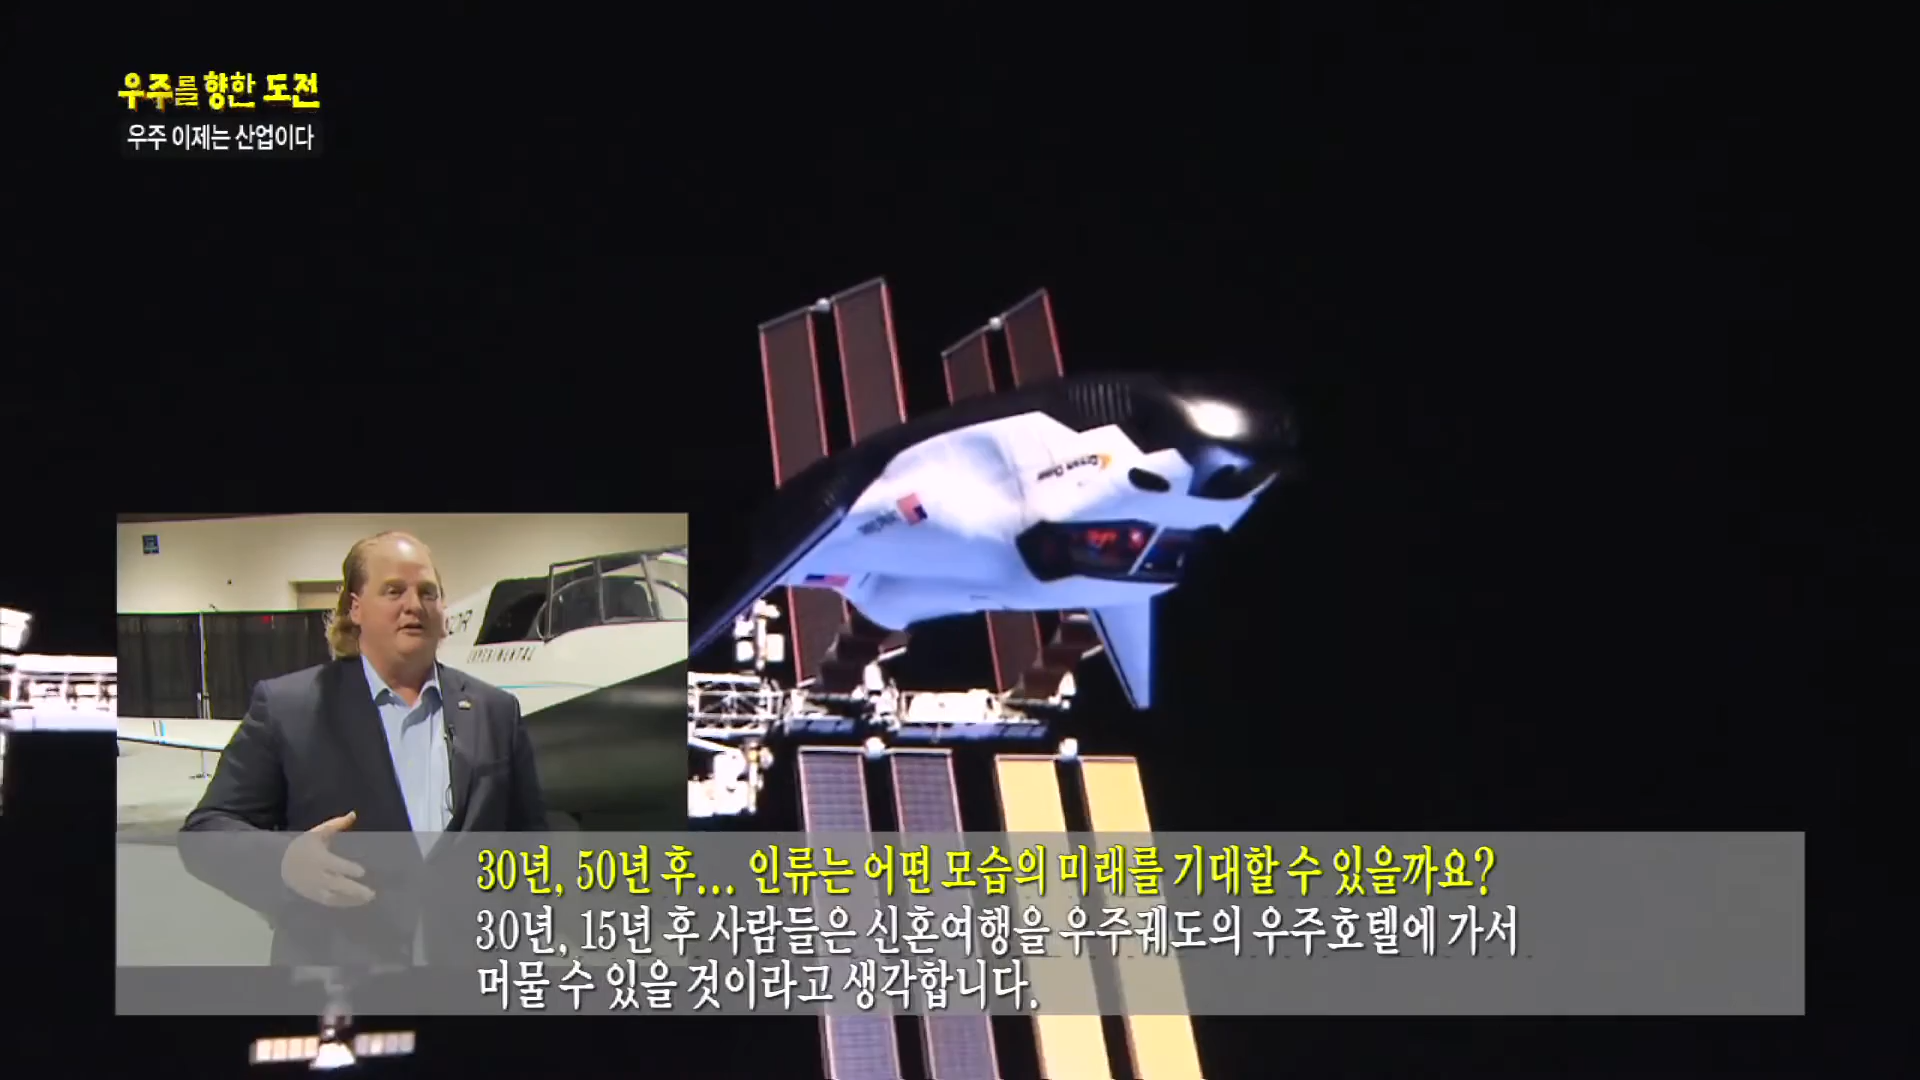 우주를 향한 도전
우주 이제는 산업이다
Dream Chaser
EXPERIMENTAL
30년, 50년 후... 인류는 어떤 모습의 미래를 기대할 수 있을까요?
30년, 15년 후 사람들은 신혼여행을 우주궤도의 우주호텔에 가서
머물 수 있을 것이라고 생각합니다.